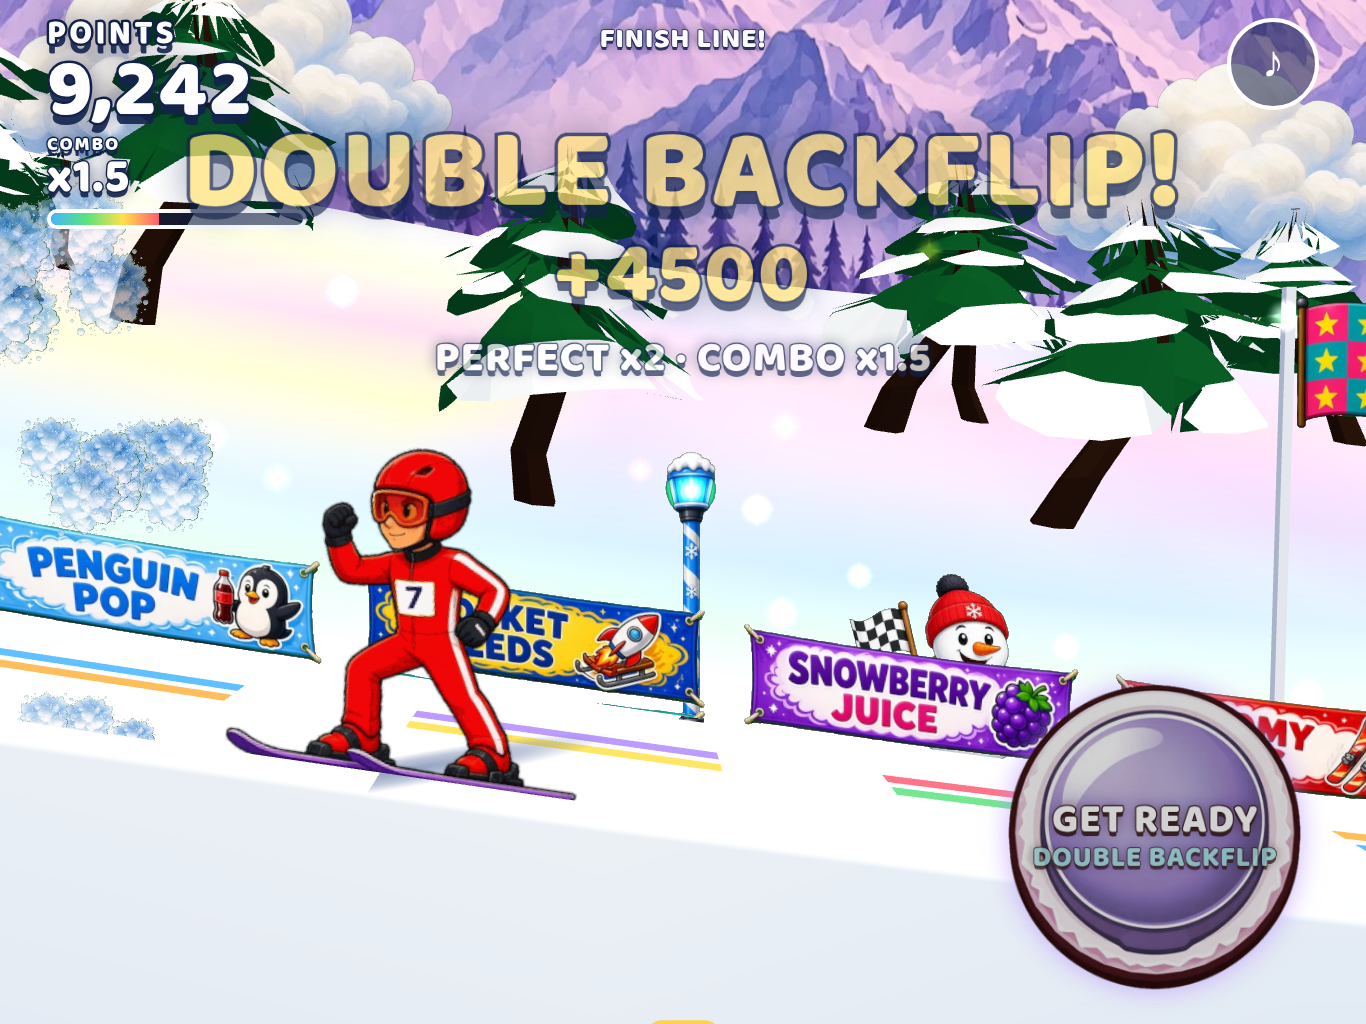 POINTS
9,242
COMBO
x1.5
FINISH LINE!
♪
DOUBLE BACKFLIP!
+4500
PERFECT x2 · COMBO x1.5
PENGUIN
POP
7
SNOWBERRY
JUICE
GET READY
DOUBLE BACKFLIP